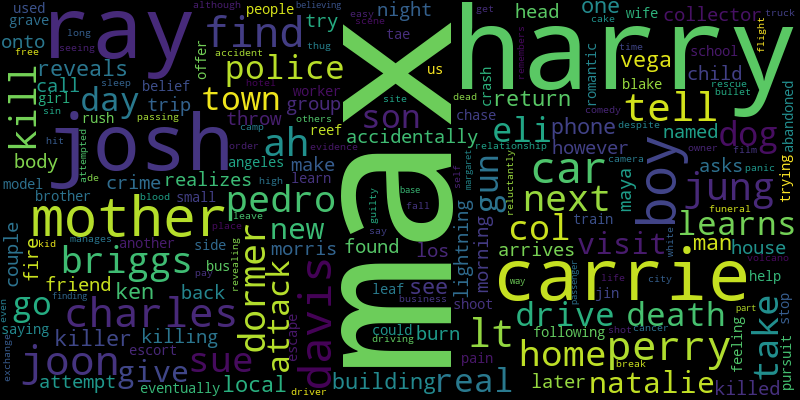 max
harry
ray
josh
carrie
mother
find
police
town
tell
boy
dog
jung
learns
visit
car
next
col
eli
gun
pedro
new
briggs
charles
dormer
attack
davis
joon
sue
give
go
kill
day
ah
son
lt
real
home
perry
drive
death
natalie
take
building
accidentally
found
los
see
burn
local
killer
killing
ken
friend
back
fire
couple
attempt
eventually
escort
saying
realizes
crime
trip
body
reveals
onto
call
girl
belief
rush
throw
group
angeles
make
learn
morris
side
bus
another
brother
small
model
used
grave
free
seeing
long
although
believing
people
night
try
tae
reef
us
thug
worker
offer
accident
sleep
passing
sin
hit
attempted
de
blood
camp
others
evidence
order
high
place
leave
revealing
pay
manages
kid
finding
even
exchange
driver
escape
hotel
site
chase
crash
dead
return
head
one
wife
collector
vega
school
child
blake
romantic
phone
named
however
relationship
asks
maya
train
man
house
arrives
morning
lightning
shoot
pain
leaf
business
could
driving
guilty
base
fall
say
self
margaret
reluctantly
camera
despite
owner
film
panic
comedy
time
bullet
rescue
truck
flight
get
easy
scene
cake
remembers
abandoned
trying
funeral
white
volcano
help
stop
pursuit
feeling
part
life
city
jin
passenger
way
following
shot
cancer
break
later
killed